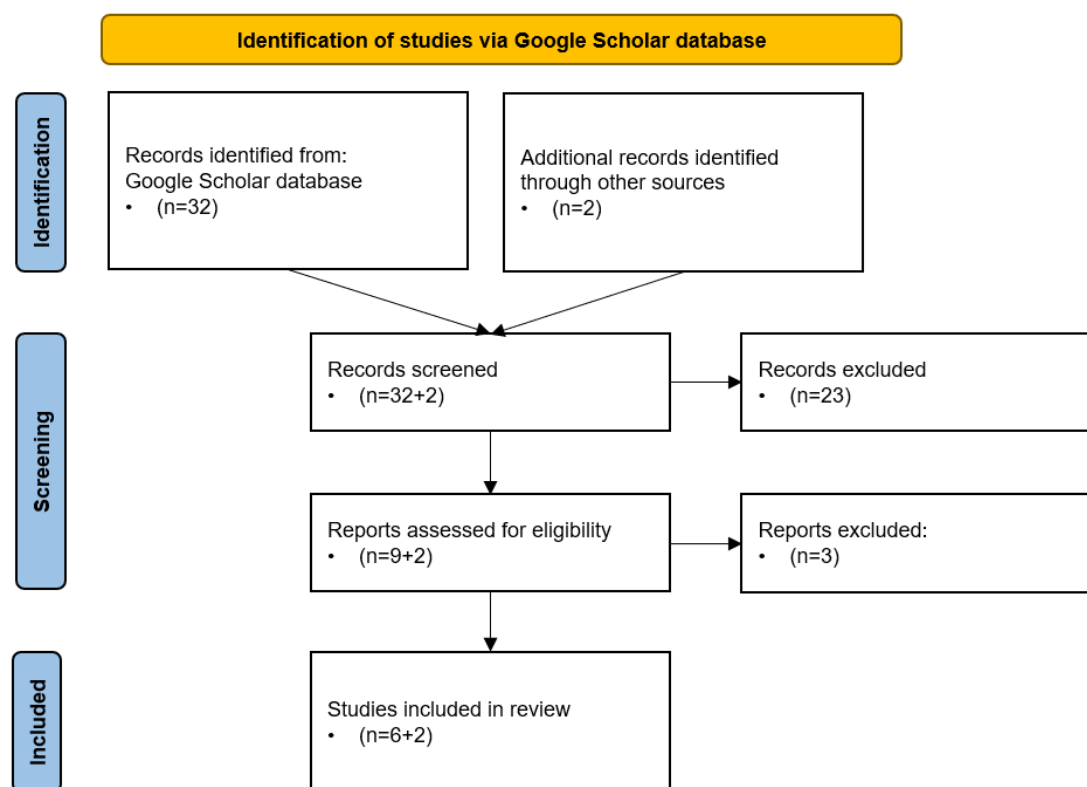 Identification of studies via Google Scholar database
Identification
Records identified from:
Google Scholar database
• (n=32)
Additional records identified
through other sources
• (n=2)
Screening
Records screened
• (n=32+2)
Records excluded
• (n=23)
Reports assessed for eligibility
• (n=9+2)
Reports excluded:
• (n=3)
Included
Studies included in review
• (n=6+2)